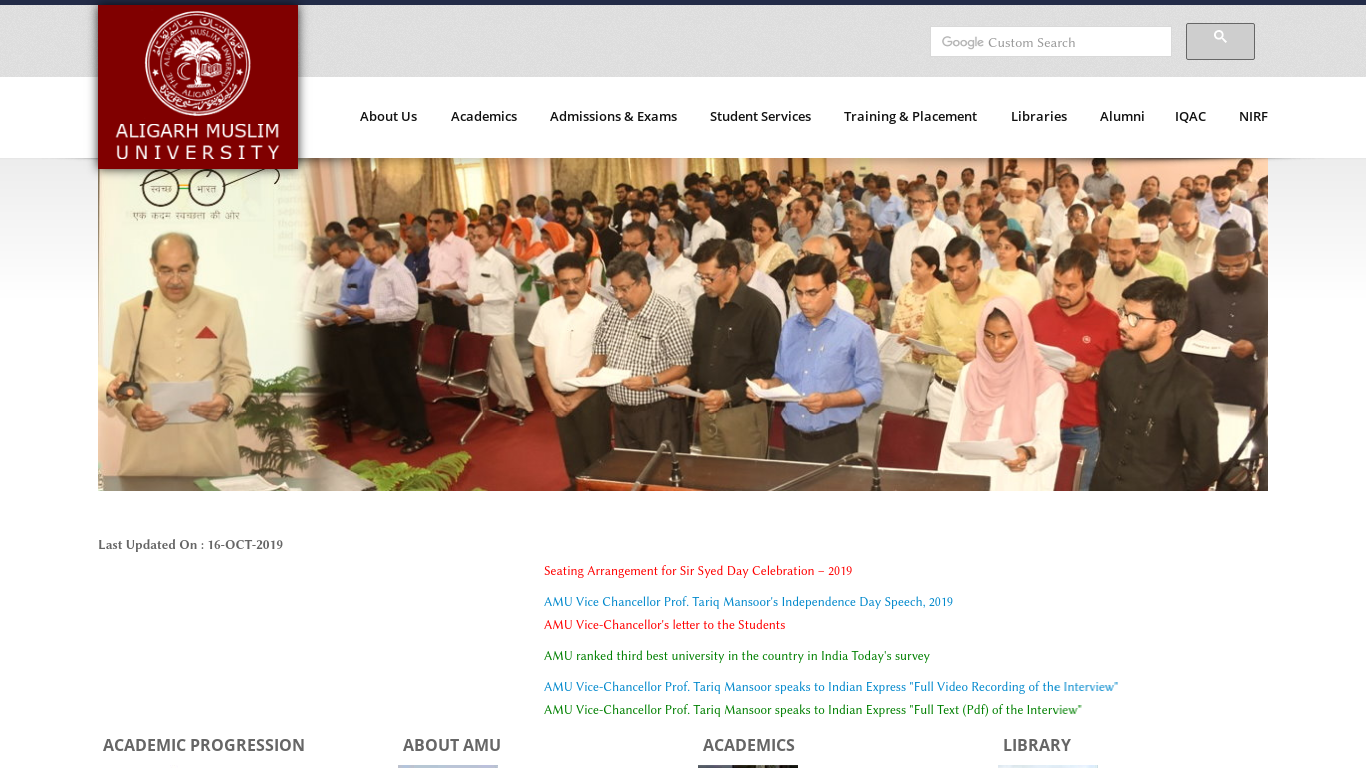 THE ALIGARH MUSLIM UNIVERSITY
ALIGARH
ALIGARH MUSLIM
UNIVERSITY
Google Custom Search
About Us
Academics
Admissions & Exams
Student Services
Training & Placement
Libraries
Alumni
IQAC
NIRF
स्वच्छ भारत
एक कदम स्वच्छता की ओर
Last Updated On : 16-OCT-2019
Seating Arrangement for Sir Syed Day Celebration – 2019
AMU Vice Chancellor Prof. Tariq Mansoor's Independence Day Speech, 2019
AMU Vice-Chancellor's letter to the Students
AMU ranked third best university in the country in India Today's survey
AMU Vice-Chancellor Prof. Tariq Mansoor speaks to Indian Express "Full Video Recording of the Interview"
AMU Vice-Chancellor Prof. Tariq Mansoor speaks to Indian Express "Full Text (Pdf) of the Interview"
ACADEMIC PROGRESSION
ABOUT AMU
ACADEMICS
LIBRARY